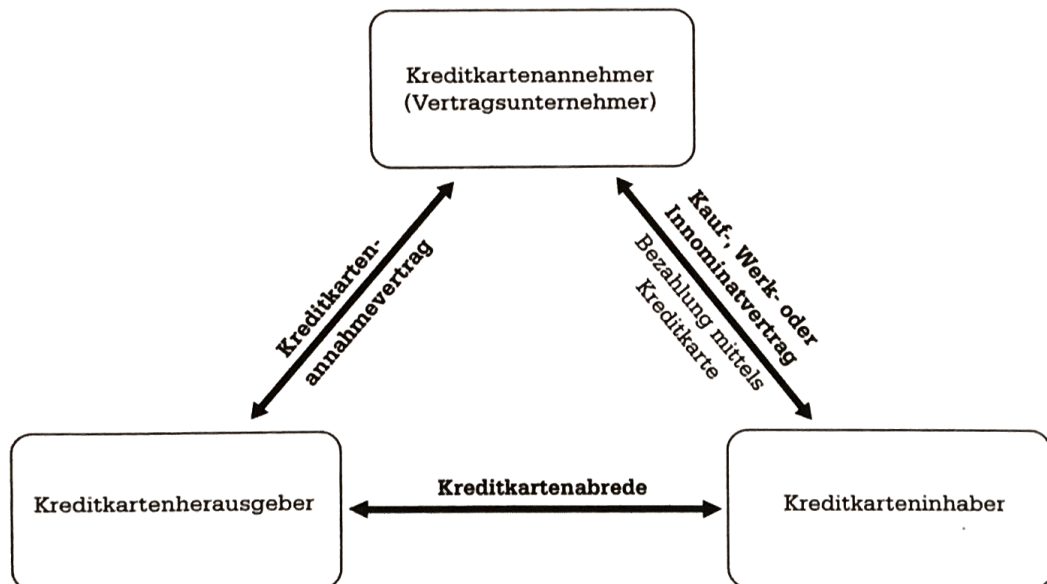 Kreditkartenannehmer
(Vertragsunternehmer)
Kreditkarten-
annahmevertrag
Kauf-, Werk- oder
Innominatvertrag
Bezahlung mittels
Kreditkarte
Kreditkartenherausgeber
Kreditkartenabrede
Kreditkarteninhaber